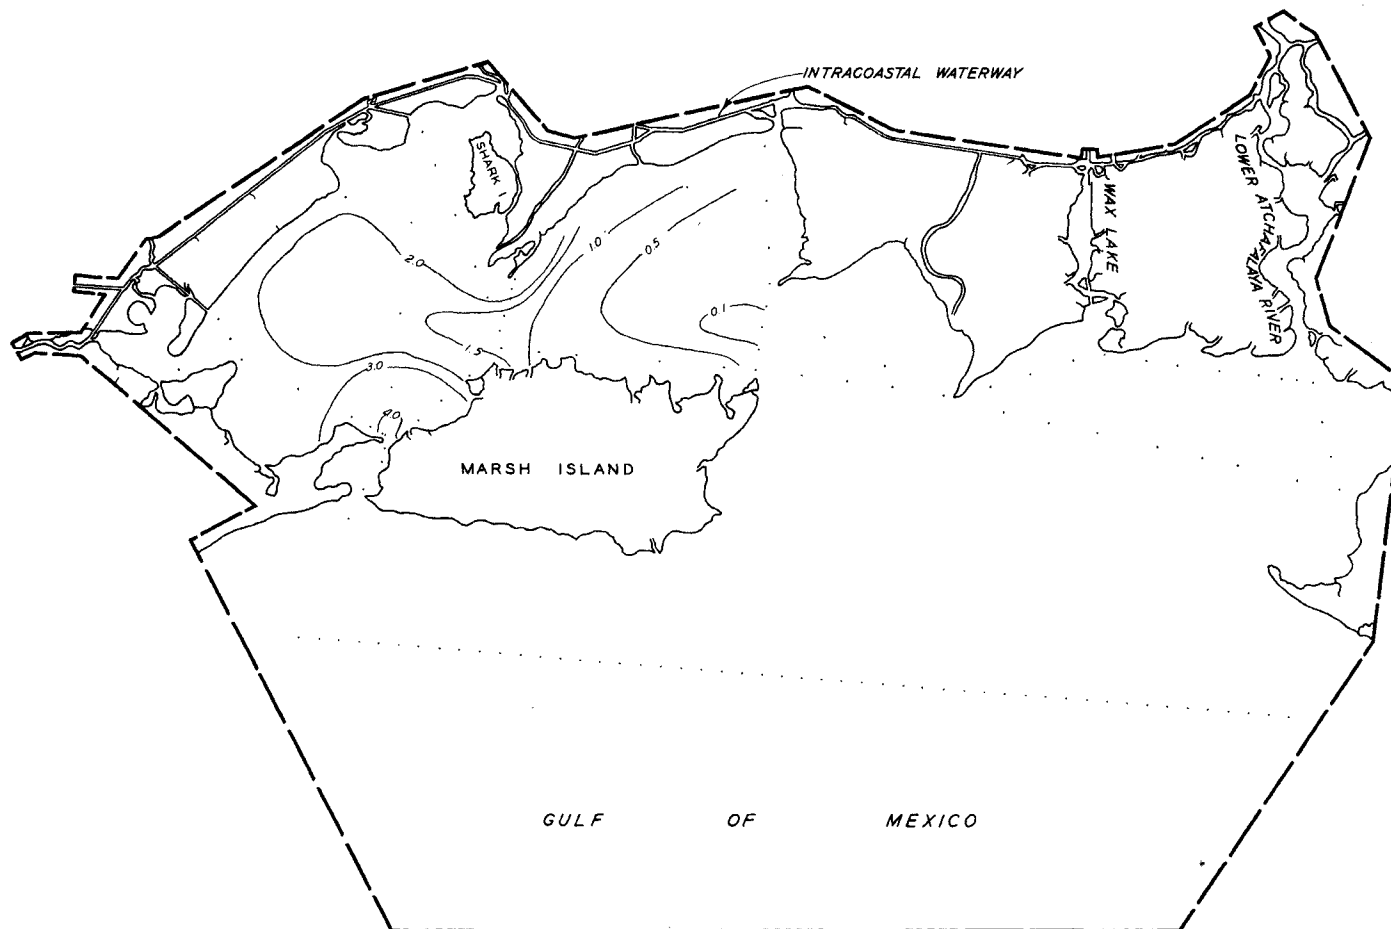 INTRACOASTAL WATERWAY
SHARK I
LOWER ATCHAFALAYA RIVER
WAX LAKE
1.0
0.5
2.0
0.1
1.5
3.0
4.0
MARSH ISLAND
GULF OF MEXICO